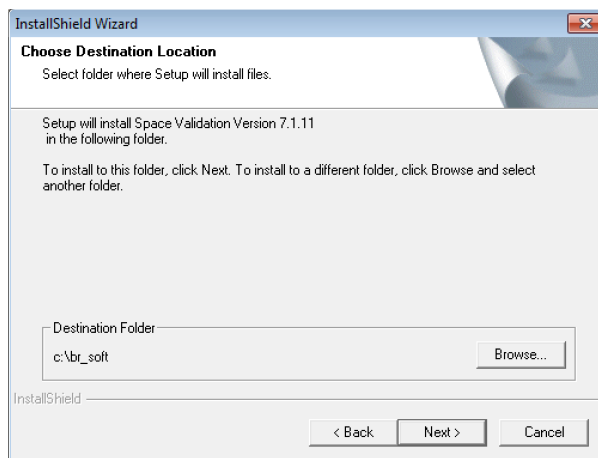 InstallShield Wizard
Choose Destination Location
Select folder where Setup will install files.
Setup will install Space Validation Version 7.1.11
in the following folder.
To install to this folder, click Next. To install to a different folder, click Browse and select
another folder.
Destination Folder
c:\br_soft
Browse...
InstallShield
< Back
Next >
Cancel